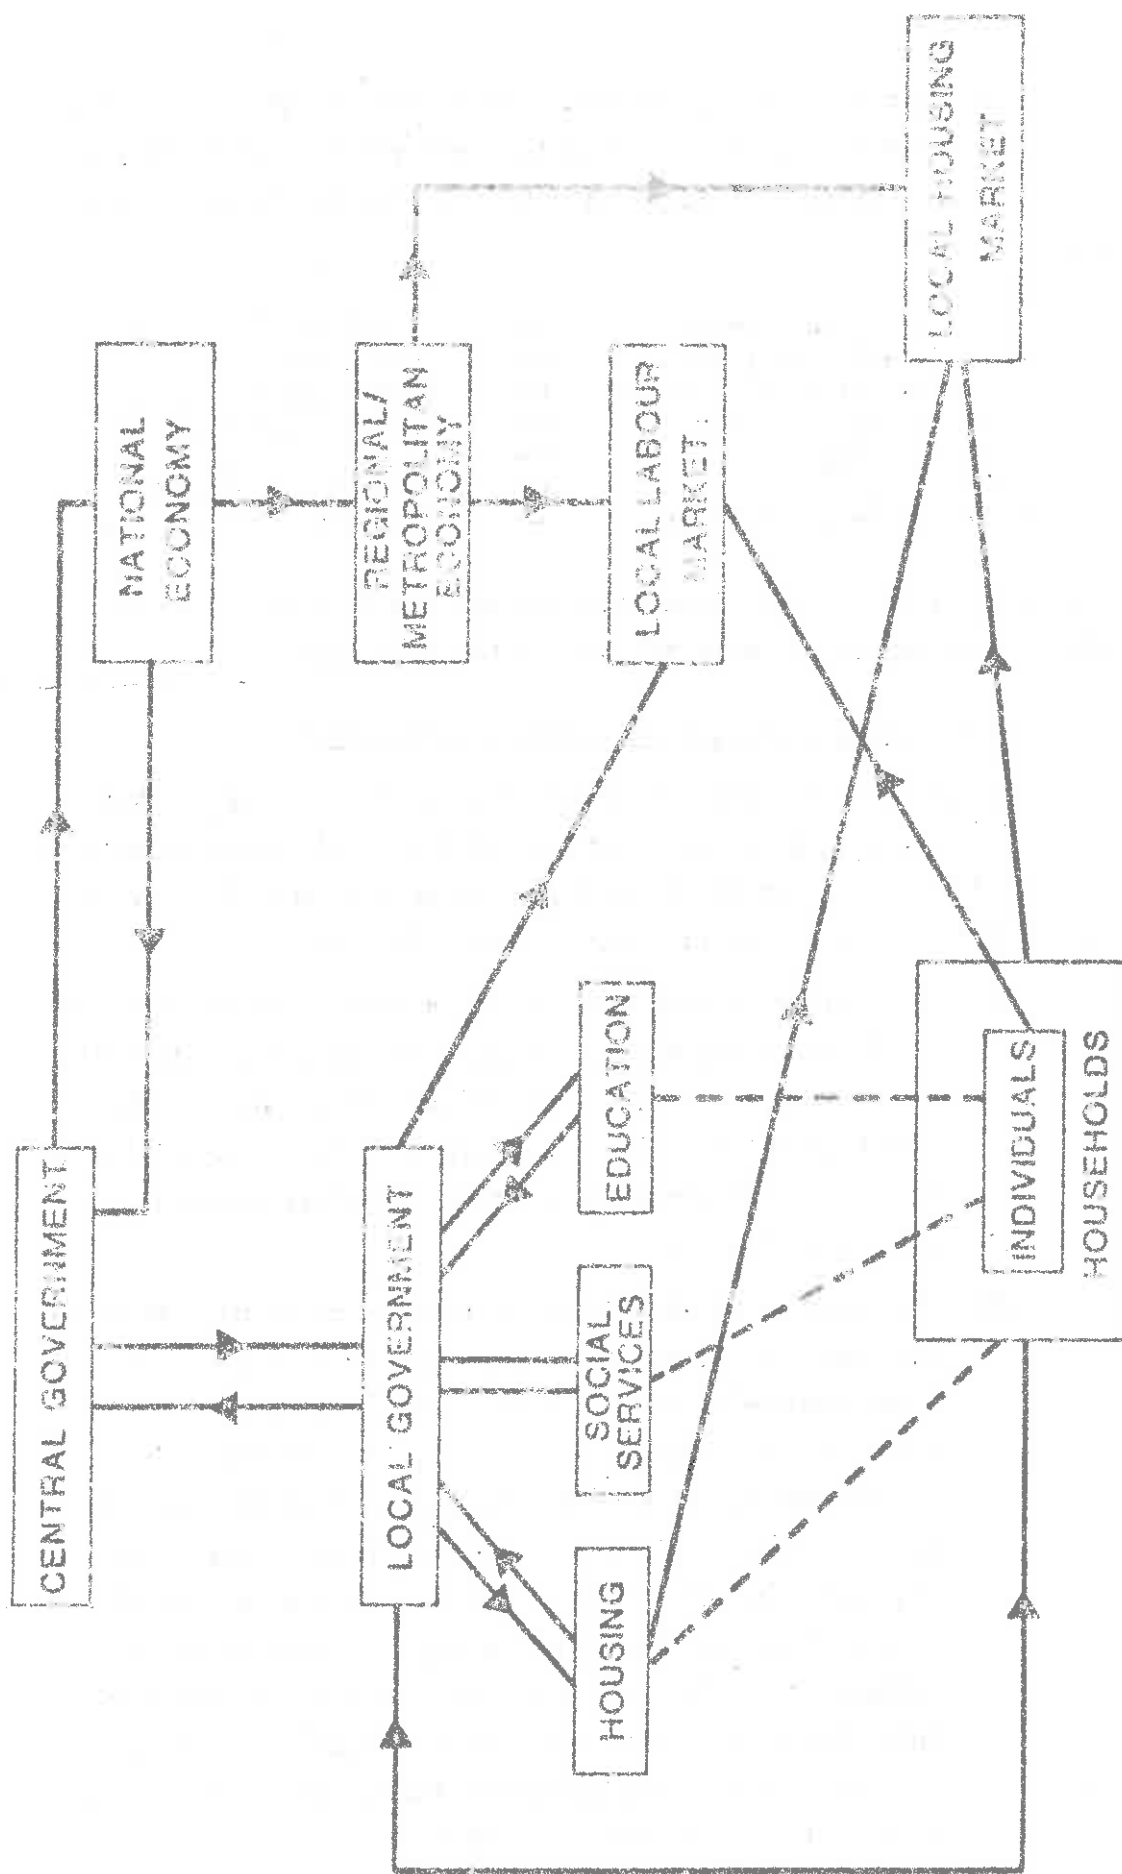 CENTRAL GOVERNMENT
NATIONAL
ECONOMY
LOCAL GOVERNMENT
REGIONAL/
METROPOLITAN
ECONOMY
HOUSING
SOCIAL
SERVICES
EDUCATION
LOCAL LABOUR
MARKET
INDIVIDUALS
HOUSEHOLDS
LOCAL HOUSING
MARKET